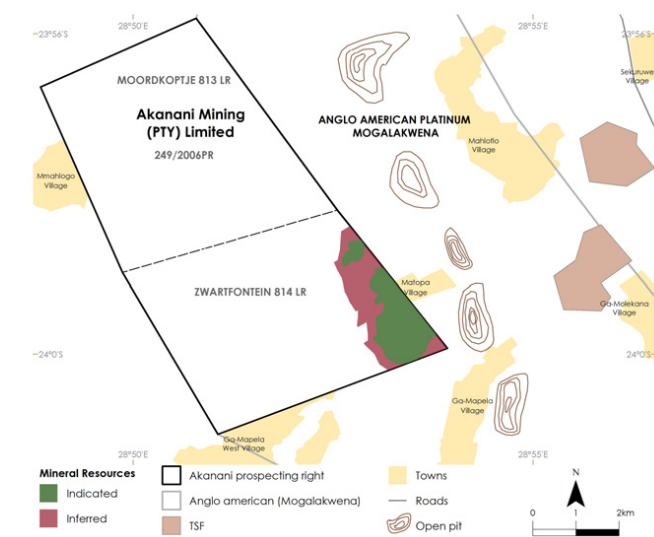 28°50'E
28°55'E
23°56'S
23°56'S
MOORDKOPTJE 813 LR
Akanani Mining
(PTY) Limited
249/2006PR
ANGLO AMERICAN PLATINUM
MOGALAKWENA
Sekuruwe
Village
Mahlotlo
Village
Mmahlogo
Village
ZWARTFONTEIN 814 LR
Matopa
Village
Ga-Molekana
Village
24°0'S
24°0'S
Ga-Mapela
Village
Ga-Mapela
West Village
28°50'E
28°55'E
Mineral Resources
Indicated
Inferred
Akanani prospecting right
Anglo american (Mogalakwena)
TSF
Towns
Roads
Open pit
N
0 1 2km